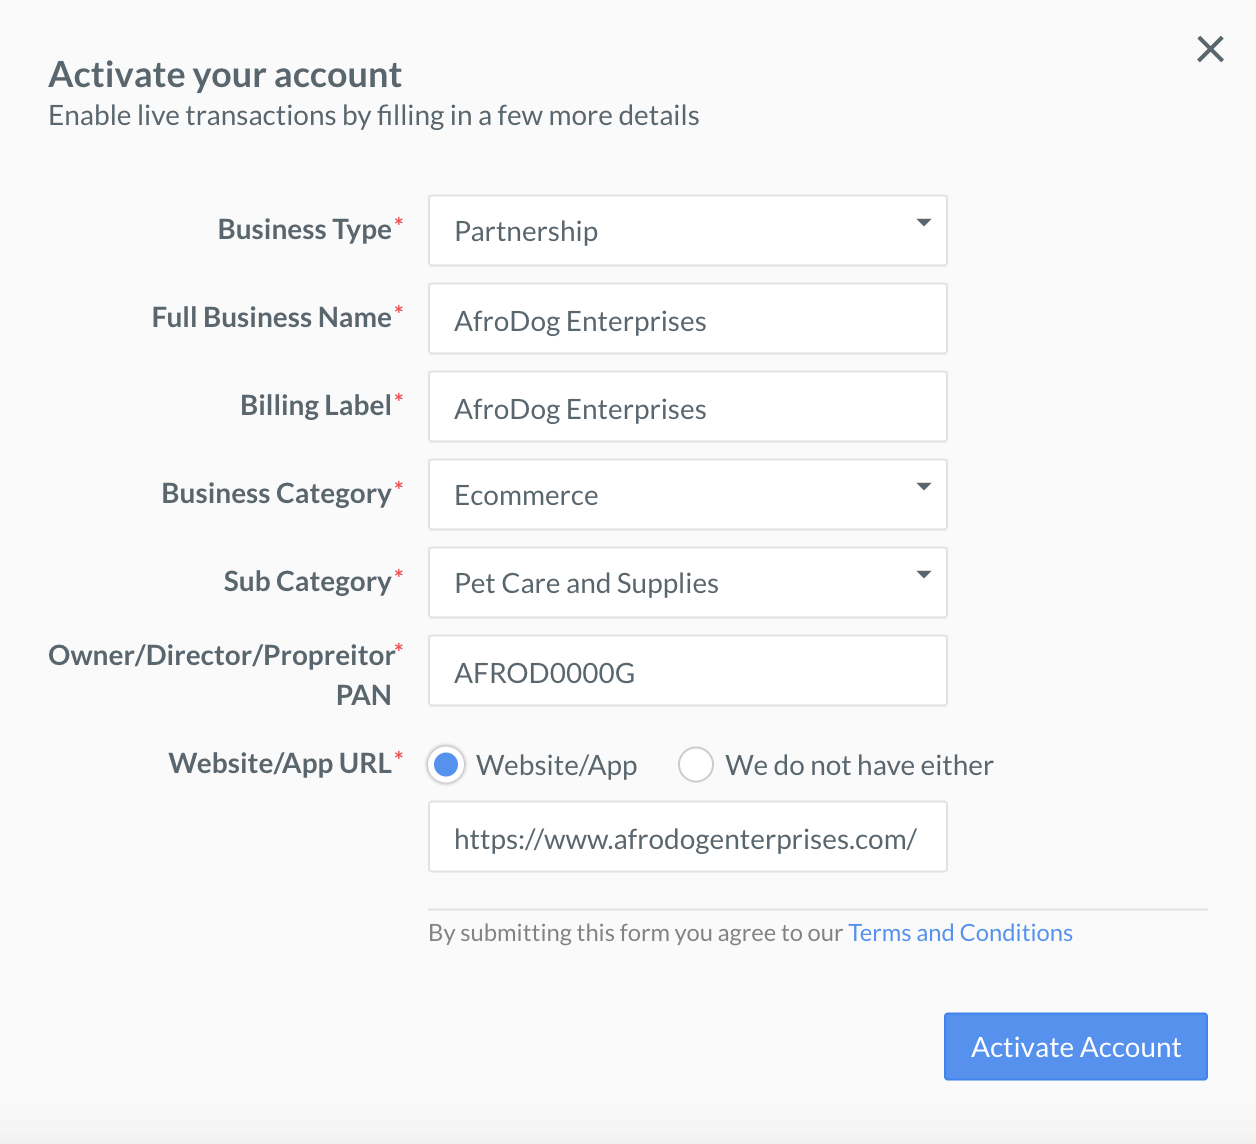 Activate your account
Enable live transactions by filling in a few more details
Business Type* Partnership
Full Business Name* AfroDog Enterprises
Billing Label* AfroDog Enterprises
Business Category* Ecommerce
Sub Category* Pet Care and Supplies
Owner/Director/Propreitor*
PAN
AFROD0000G
Website/App URL* Website/App We do not have either
https://www.afrodogenterprises.com/
By submitting this form you agree to our Terms and Conditions
Activate Account